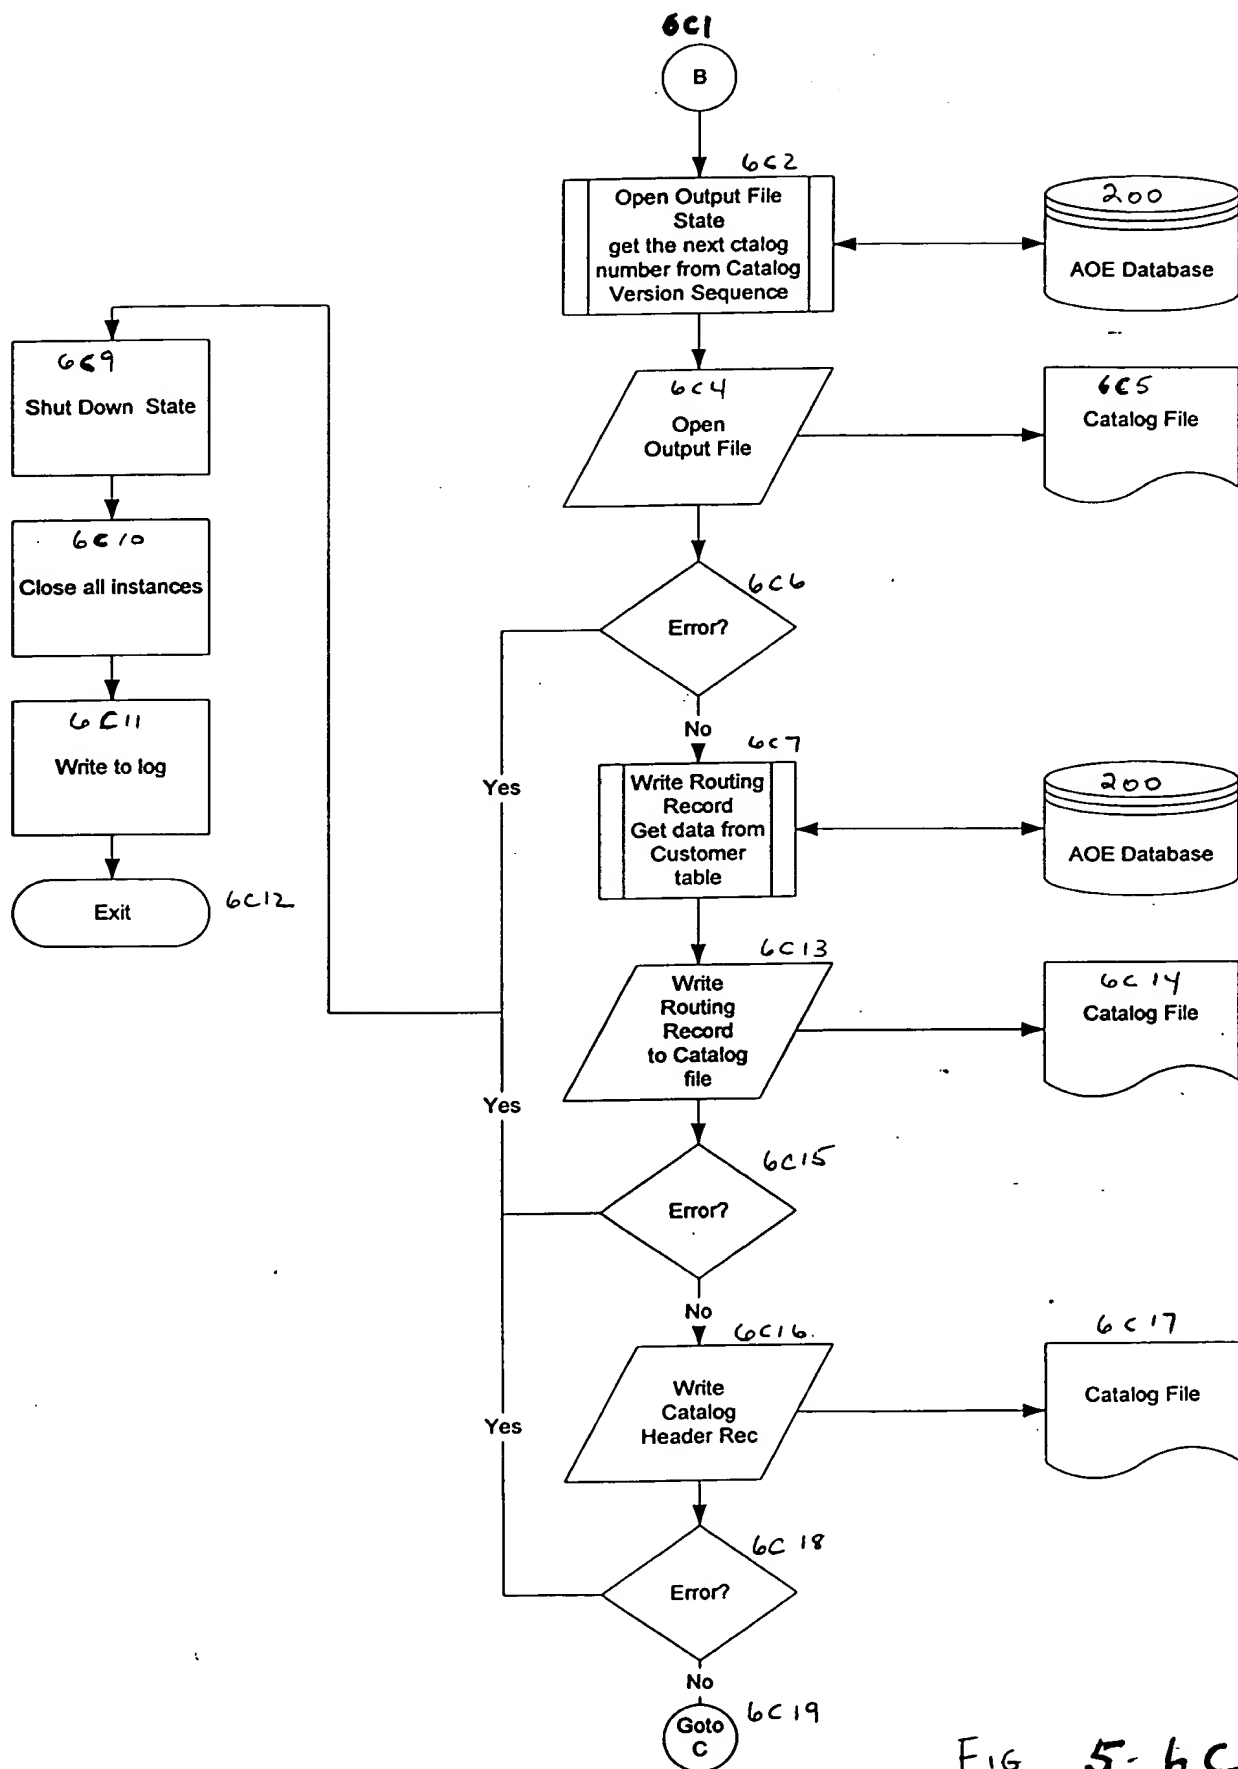 6C1
B
6C2
Open Output File
State
get the next ctalog
number from Catalog
Version Sequence
200
AOE Database
6C9
Shut Down State
6C4
Open
Output File
6C5
Catalog File
6C10
Close all instances
6C6
Error?
6C11
Write to log
No
6C7
Yes
Write Routing
Record
Get data from
Customer
table
200
AOE Database
Exit
6C12
6C13
Write
Routing
Record
to Catalog
file
6C14
Catalog File
Yes
6C15
Error?
No
6C16.
Write
Catalog
Header Rec
6C17
Catalog File
Yes
6C18
Error?
No
Goto
C
6C19
FIG 5-6C